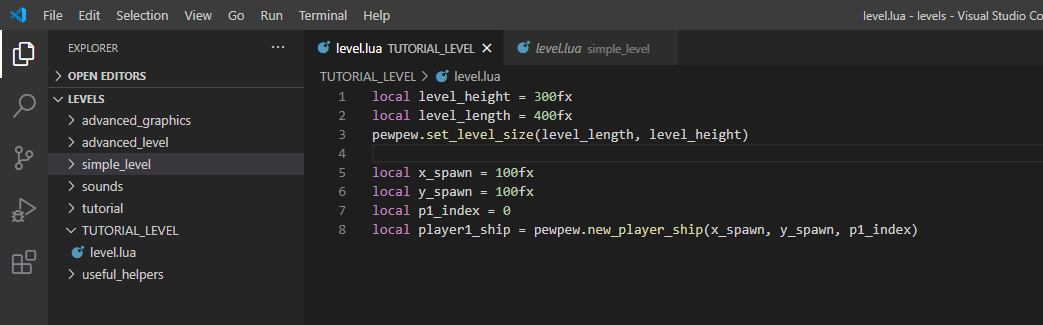 File Edit Selection View Go Run Terminal Help level.lua - levels - Visual Studio Co
EXPLORER ···
OPEN EDITORS
LEVELS
advanced_graphics
advanced_level
simple_level
sounds
tutorial
TUTORIAL_LEVEL
level.lua
useful_helpers
level.lua TUTORIAL_LEVEL level.lua simple_level
TUTORIAL_LEVEL > level.lua
1 local level_height = 300fx
2 local level_length = 400fx
3 pewpew.set_level_size(level_length, level_height)
4
5 local x_spawn = 100fx
6 local y_spawn = 100fx
7 local p1_index = 0
8 local player1_ship = pewpew.new_player_ship(x_spawn, y_spawn, p1_index)